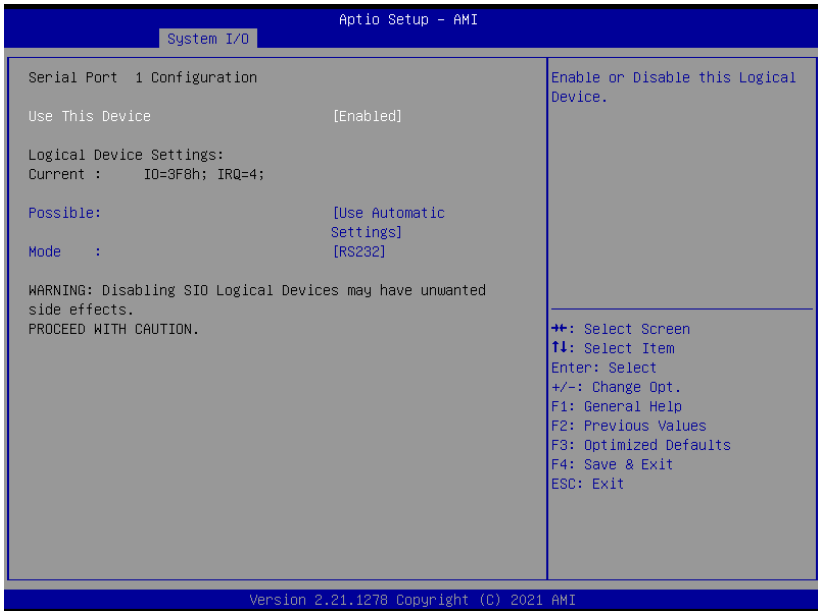 Aptio Setup – AMI
System I/O
Serial Port 1 Configuration
Use This Device [Enabled]
Logical Device Settings:
Current : IO=3F8h; IRQ=4;
Possible: [Use Automatic
Settings]
Mode : [RS232]
WARNING: Disabling SIO Logical Devices may have unwanted
side effects.
PROCEED WITH CAUTION.
Enable or Disable this Logical
Device.
→←: Select Screen
↑↓: Select Item
Enter: Select
+/-: Change Opt.
F1: General Help
F2: Previous Values
F3: Optimized Defaults
F4: Save & Exit
ESC: Exit
Version 2.21.1278 Copyright (C) 2021 AMI